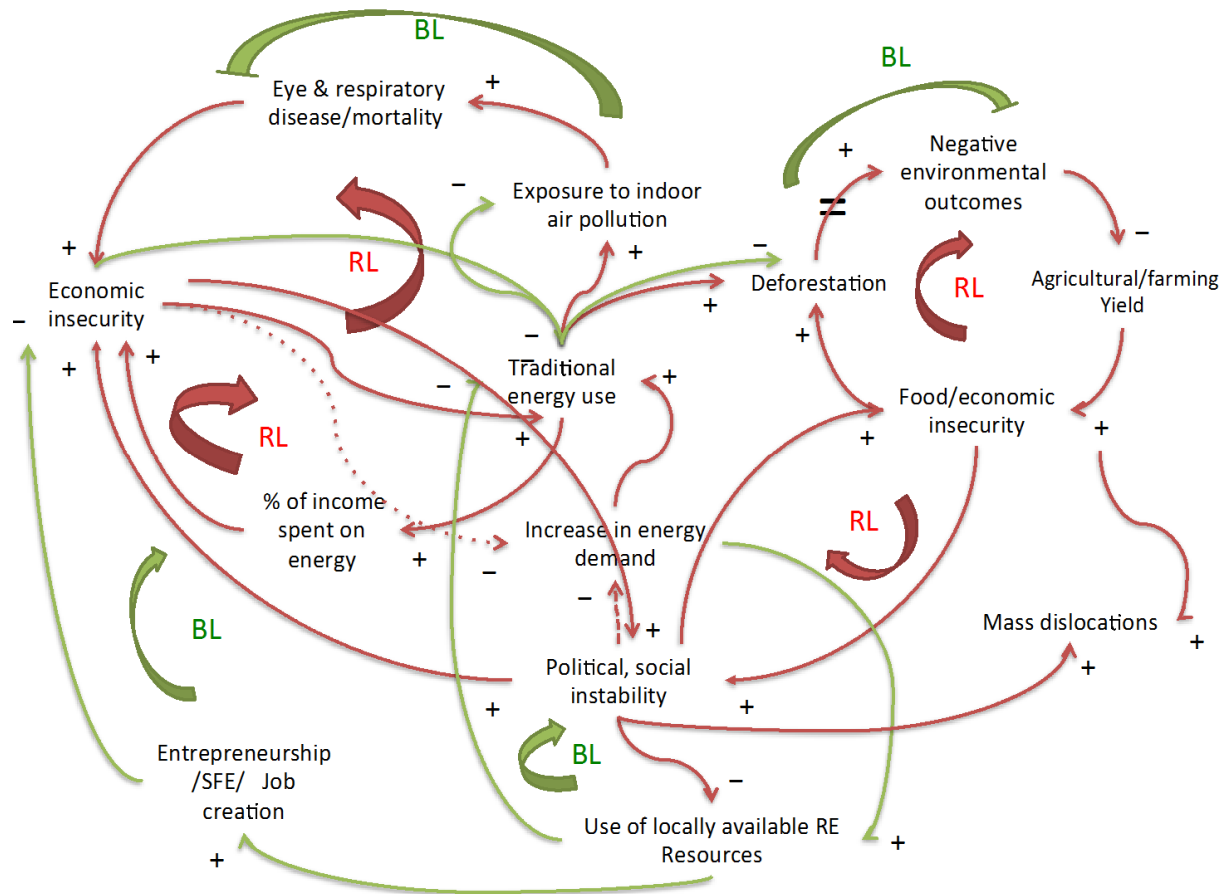 BL
BL
+
Eye & respiratory
disease/mortality
+
Negative
environmental
outcomes
–
Exposure to indoor
air pollution
=
+
+
–
–
RL
Economic
insecurity
Deforestation
RL
Agricultural/farming
Yield
+
–
–
+
–
+
+
–
Traditional
energy use
+
Food/economic
insecurity
+
RL
+
+
% of income
spent on
energy
+
–
Increase in energy
demand
RL
–
+
Mass dislocations
+
BL
Political, social
instability
+
+
+
Entrepreneurship
/SFE/ Job
creation
BL
–
Use of locally available RE
Resources
+
+